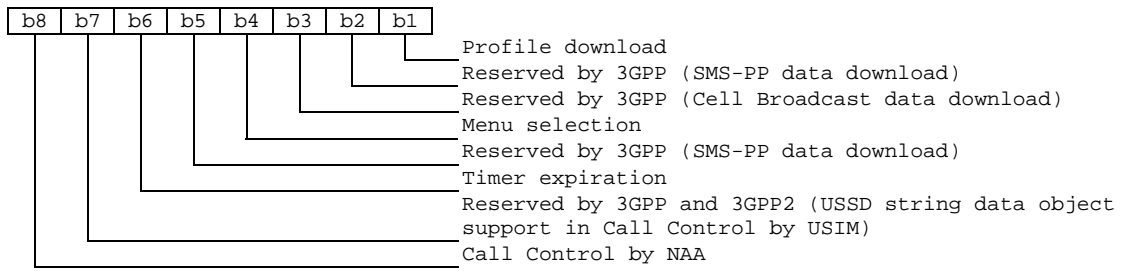 b8 b7 b6 b5 b4 b3 b2 b1
Profile download
Reserved by 3GPP (SMS-PP data download)
Reserved by 3GPP (Cell Broadcast data download)
Menu selection
Reserved by 3GPP (SMS-PP data download)
Timer expiration
Reserved by 3GPP and 3GPP2 (USSD string data object
support in Call Control by USIM)
Call Control by NAA